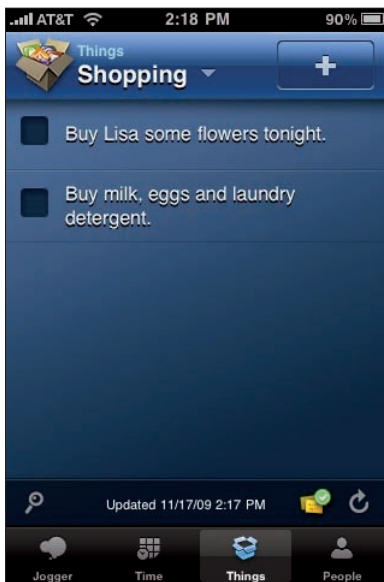 AT&T 2:18 PM 90%
Things
Shopping
+
Buy Lisa some flowers tonight.
Buy milk, eggs and laundry
detergent.
Updated 11/17/09 2:17 PM
Jogger Time Things People